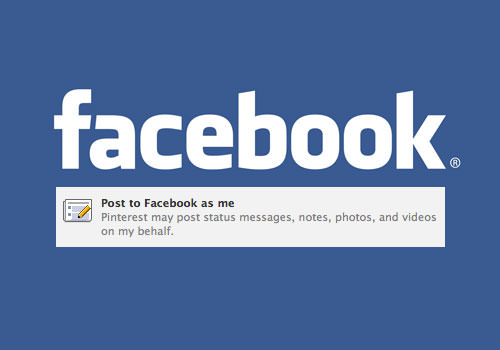 facebook®
Post to Facebook as me
Pinterest may post status messages, notes, photos, and videos
on my behalf.